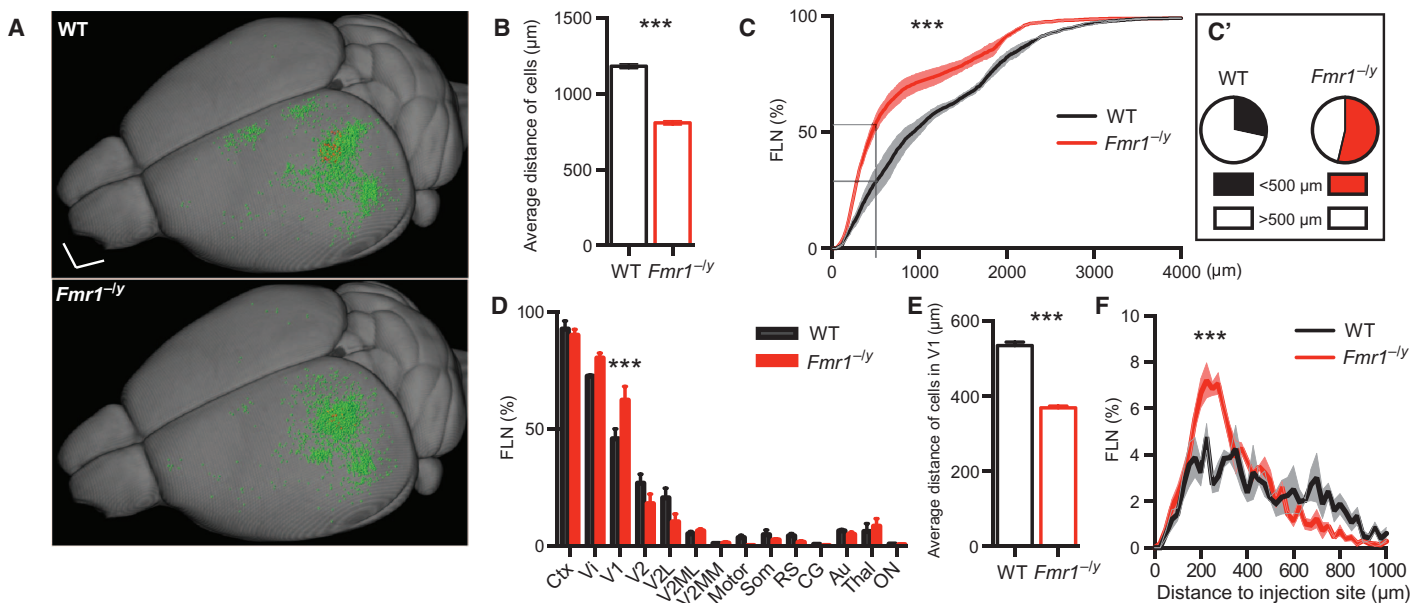 A
WT
Fmr1–/y
B
***
1500
1000
500
0
Average distance of cells (µm)
WT Fmr1–/y
C
***
100
50
0
FLN (%)
WT
Fmr1–/y
0 1000 2000 3000 4000 (µm)
C'
WT Fmr1–/y
<500 µm
>500 µm
D
100
50
0
FLN (%)
***
WT
Fmr1–/y
Ctx Vi V1 V2 V2L V2ML V2MM Motor Som RS CG Au Thal ON
E
***
600
400
200
0
Average distance of cells in V1 (µm)
WT Fmr1–/y
F
***
10
8
6
4
2
0
FLN (%)
WT
Fmr1–/y
0 200 400 600 800 1000
Distance to injection site (µm)